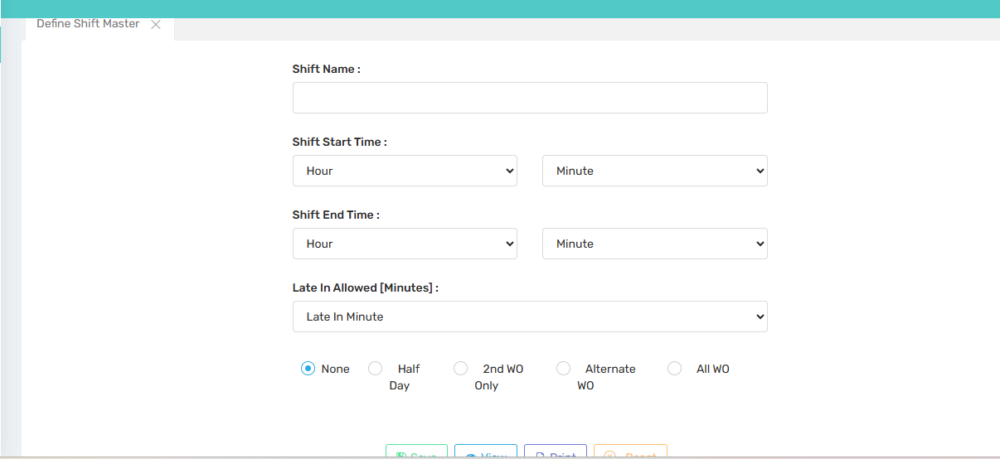 Define Shift Master
Shift Name :
Shift Start Time :
Hour Minute
Shift End Time :
Hour Minute
Late In Allowed [Minutes] :
Late In Minute
None Half Day 2nd WO Only Alternate WO All WO
Save View Print Reset